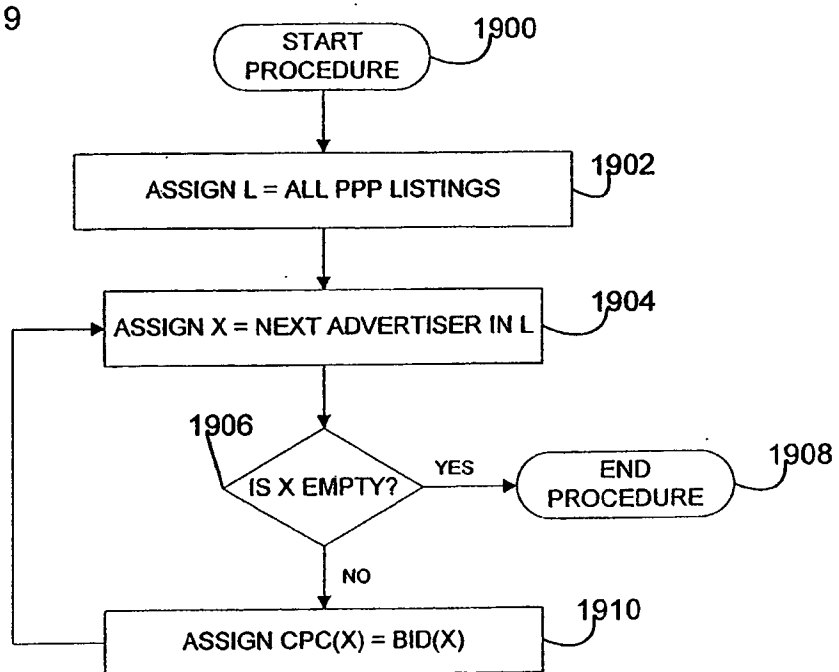 9
START
PROCEDURE
1900
ASSIGN L = ALL PPP LISTINGS
1902
ASSIGN X = NEXT ADVERTISER IN L
1904
1906
IS X EMPTY?
YES
END
PROCEDURE
1908
NO
ASSIGN CPC(X) = BID(X)
1910